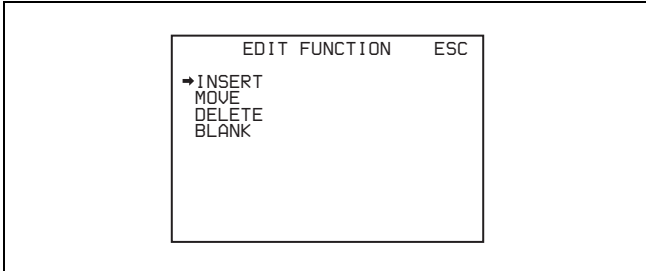 EDIT FUNCTION ESC
➡INSERT
MOVE
DELETE
BLANK